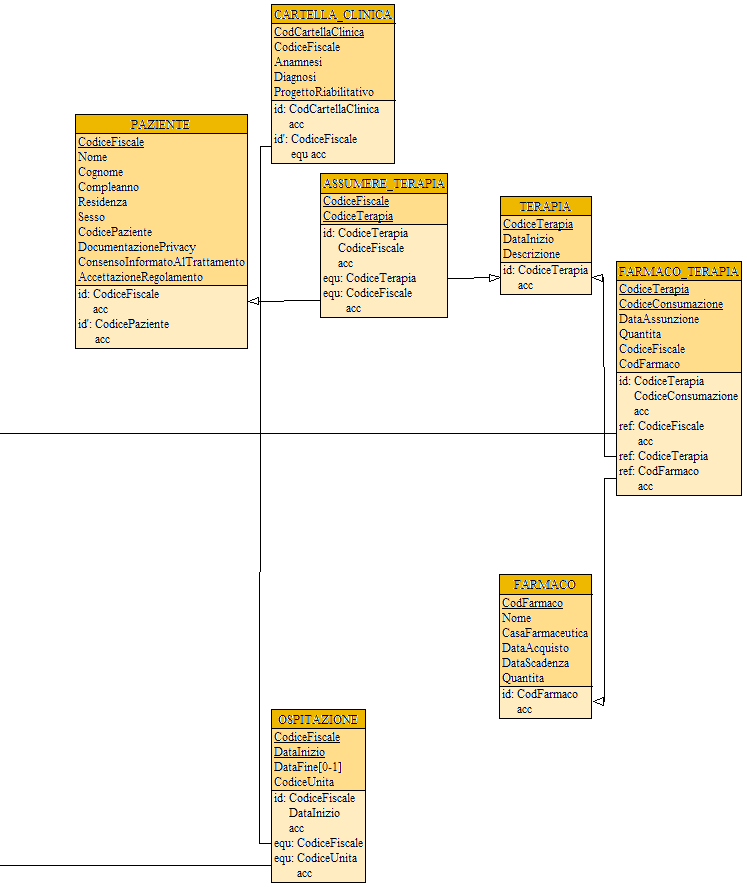 CARTELLA_CLINICA
CodCartellaClinica
CodiceFiscale
Anamnesi
Diagnosi
ProgettoRiabilitativo
id: CodCartellaClinica
acc
id': CodiceFiscale
equ acc
PAZIENTE
CodiceFiscale
Nome
Cognome
Compleanno
Residenza
Sesso
CodicePaziente
DocumentazionePrivacy
ConsensoInformatoAlTrattamento
AccettazioneRegolamento
id: CodiceFiscale
acc
id': CodicePaziente
acc
ASSUMERE_TERAPIA
CodiceFiscale
CodiceTerapia
id: CodiceTerapia
CodiceFiscale
acc
equ: CodiceTerapia
equ: CodiceFiscale
acc
TERAPIA
CodiceTerapia
DataInizio
Descrizione
id: CodiceTerapia
acc
FARMACO_TERAPIA
CodiceTerapia
CodiceConsumazione
DataAssunzione
Quantita
CodiceFiscale
CodFarmaco
id: CodiceTerapia
CodiceConsumazione
acc
ref: CodiceFiscale
acc
ref: CodiceTerapia
ref: CodFarmaco
acc
FARMACO
CodFarmaco
Nome
CasaFarmaceutica
DataAcquisto
DataScadenza
Quantita
id: CodFarmaco
acc
OSPITAZIONE
CodiceFiscale
DataInizio
DataFine[0-1]
CodiceUnita
id: CodiceFiscale
DataInizio
acc
equ: CodiceFiscale
equ: CodiceUnita
acc